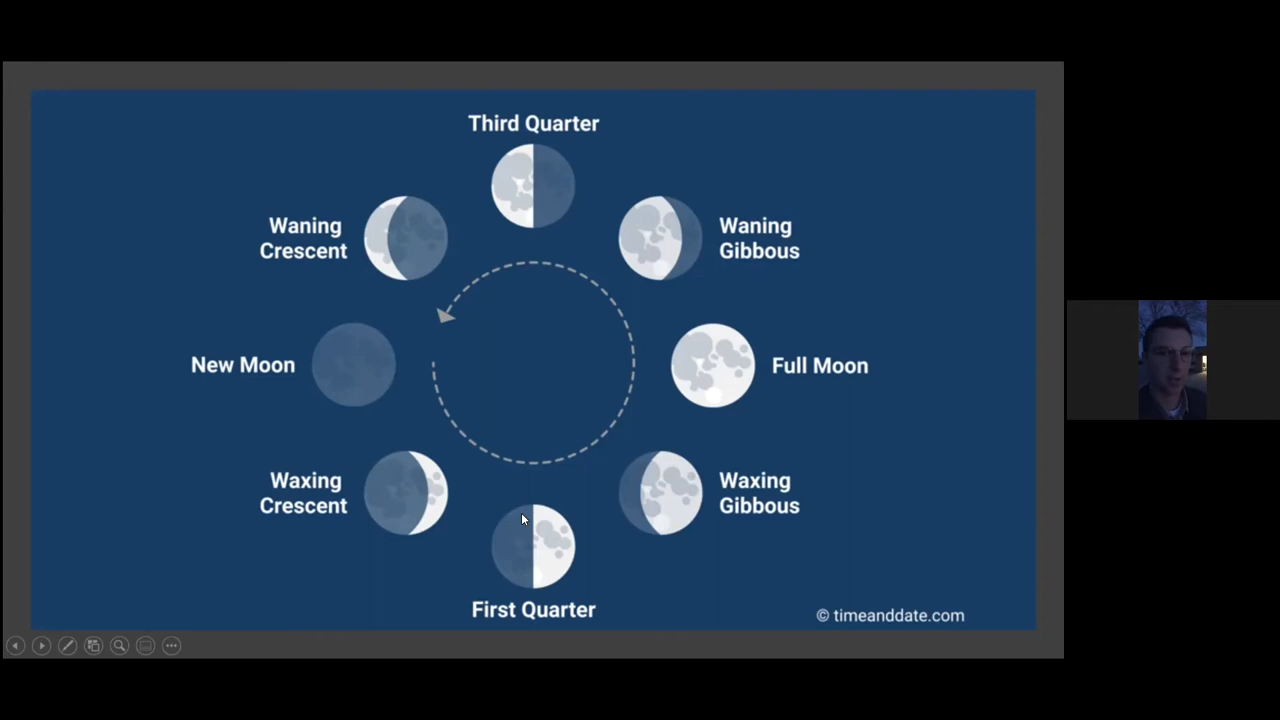 Third Quarter
Waning
Crescent
Waning
Gibbous
New Moon
Full Moon
Waxing
Crescent
Waxing
Gibbous
First Quarter
© timeanddate.com